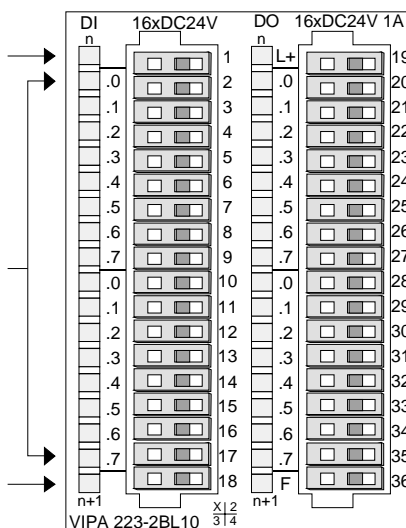 DI 16xDC24V DO 16xDC24V 1A
n n
1 L+ 19
.0 2 .0 20
.1 3 .1 21
.2 4 .2 22
.3 5 .3 23
.4 6 .4 24
.5 7 .5 25
.6 8 .6 26
.7 9 .7 27
.0 10 .0 28
.1 11 .1 29
.2 12 .2 30
.3 13 .3 31
.4 14 .4 32
.5 15 .5 33
.6 16 .6 34
.7 17 .7 35
18 F 36
n+1 n+1
VIPA 223-2BL10 X 2
3 4